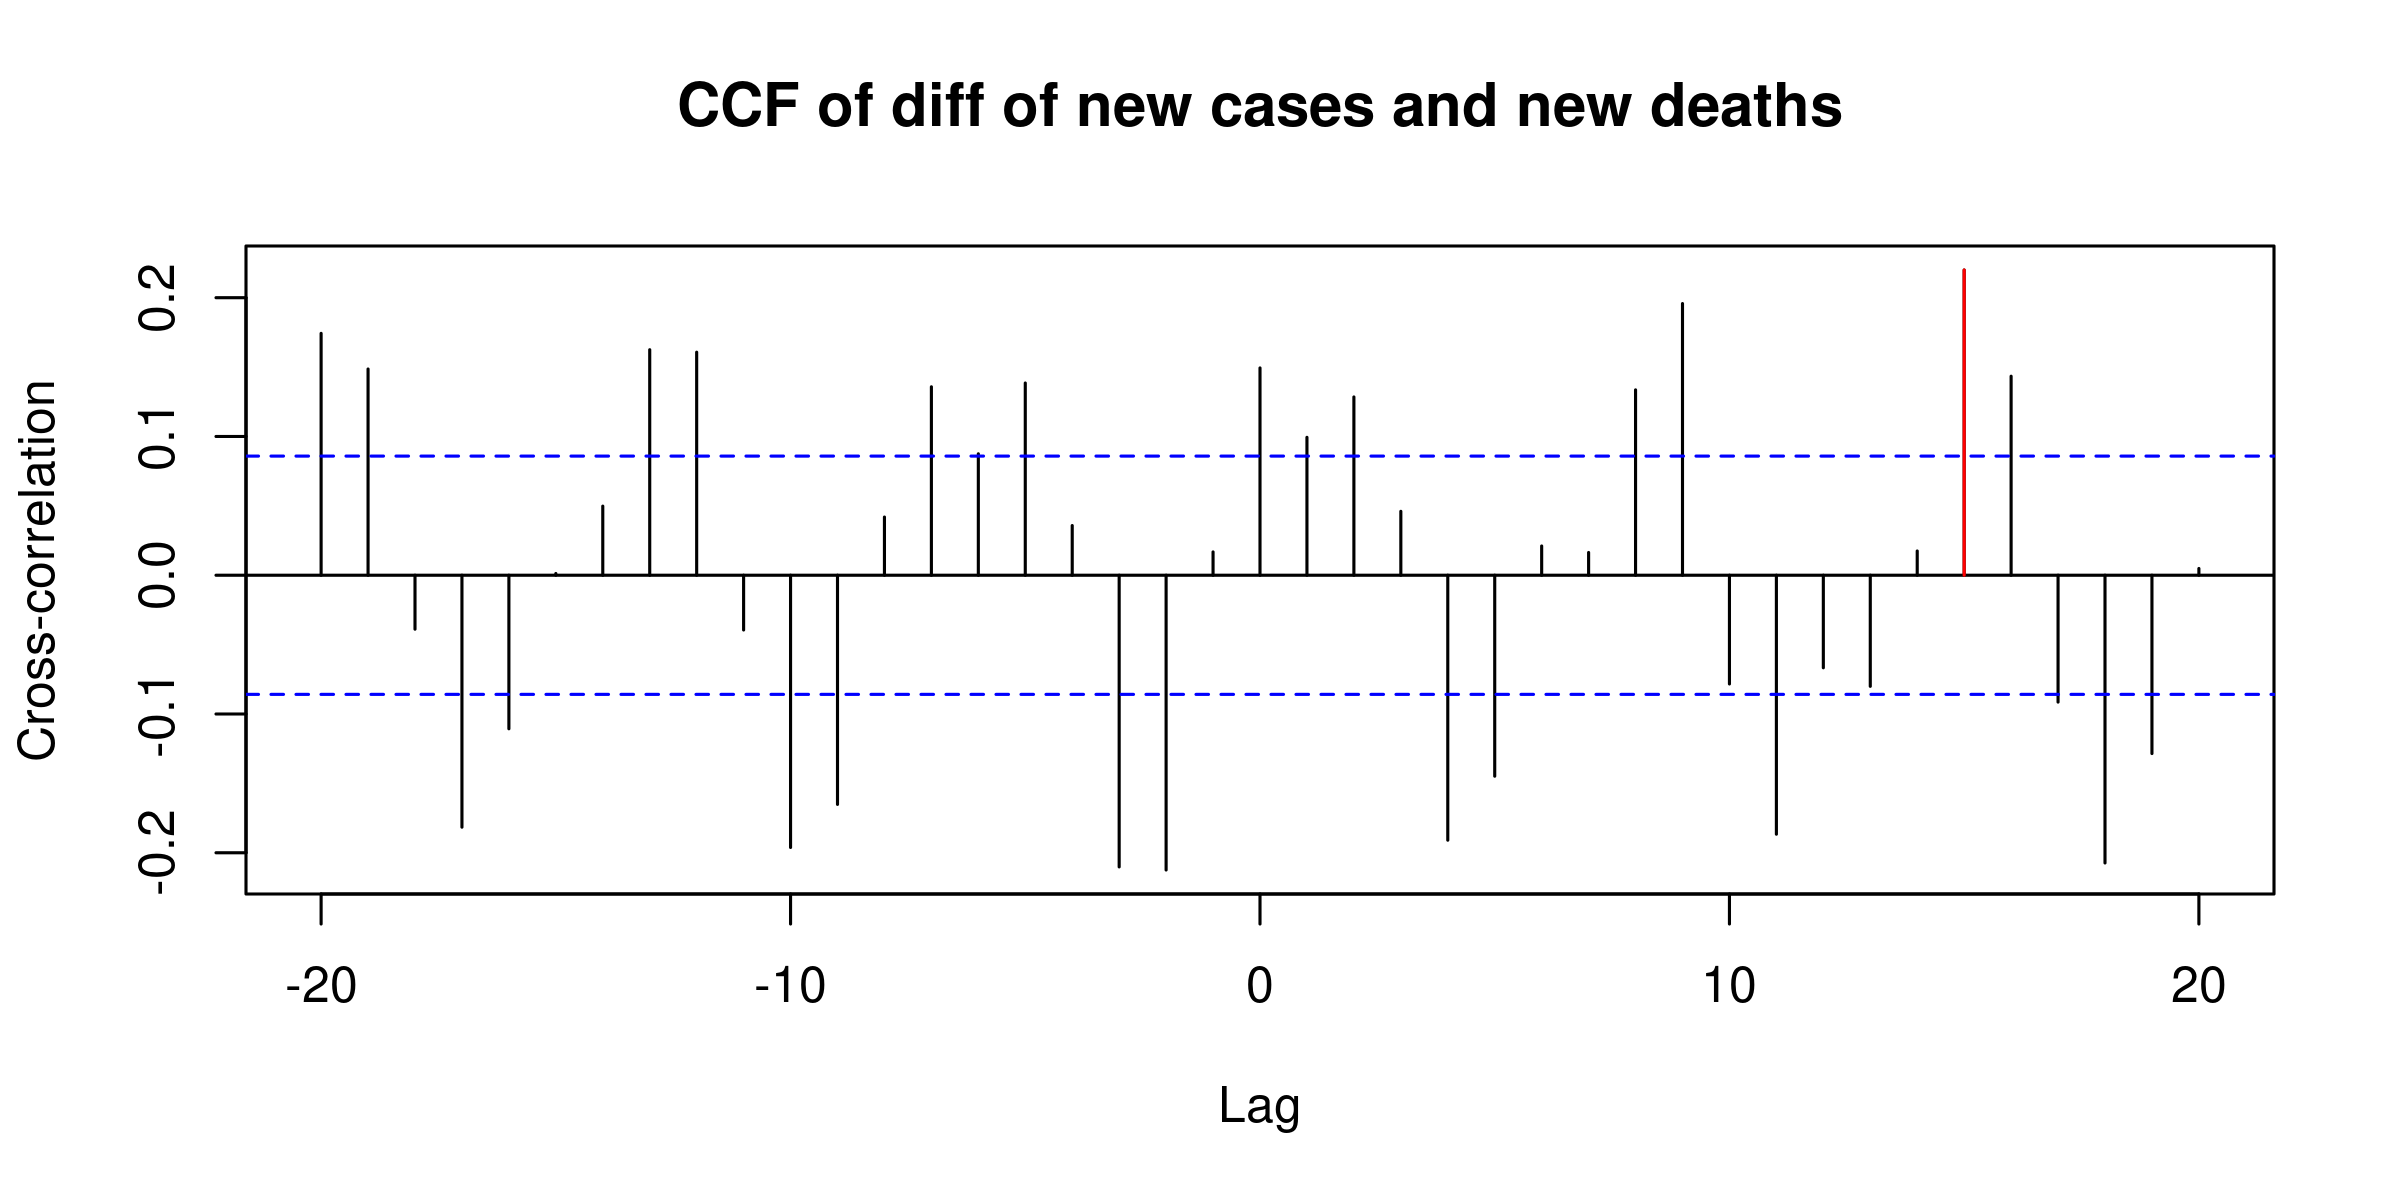 CCF of diff of new cases and new deaths
Cross-correlation
0.2
0.1
0.0
-0.1
-0.2
-20 -10 0 10 20
Lag